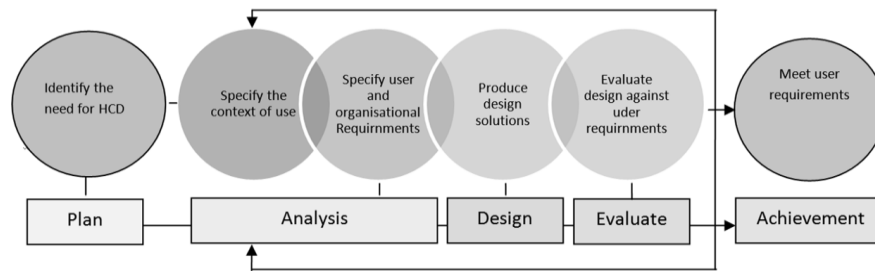 Identify the
need for HCD
Specify the
context of use
Specify user
and
organisational
Requirnments
Produce
design
solutions
Evaluate
design against
uder
requirnments
Meet user
requirements
Plan
Analysis
Design
Evaluate
Achievement